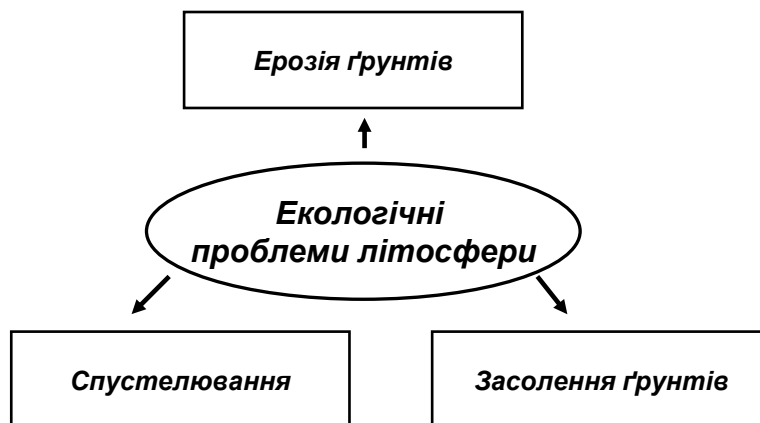 Ерозія ґрунтів
Екологічні
проблеми літосфери
Спустелювання
Засолення ґрунтів